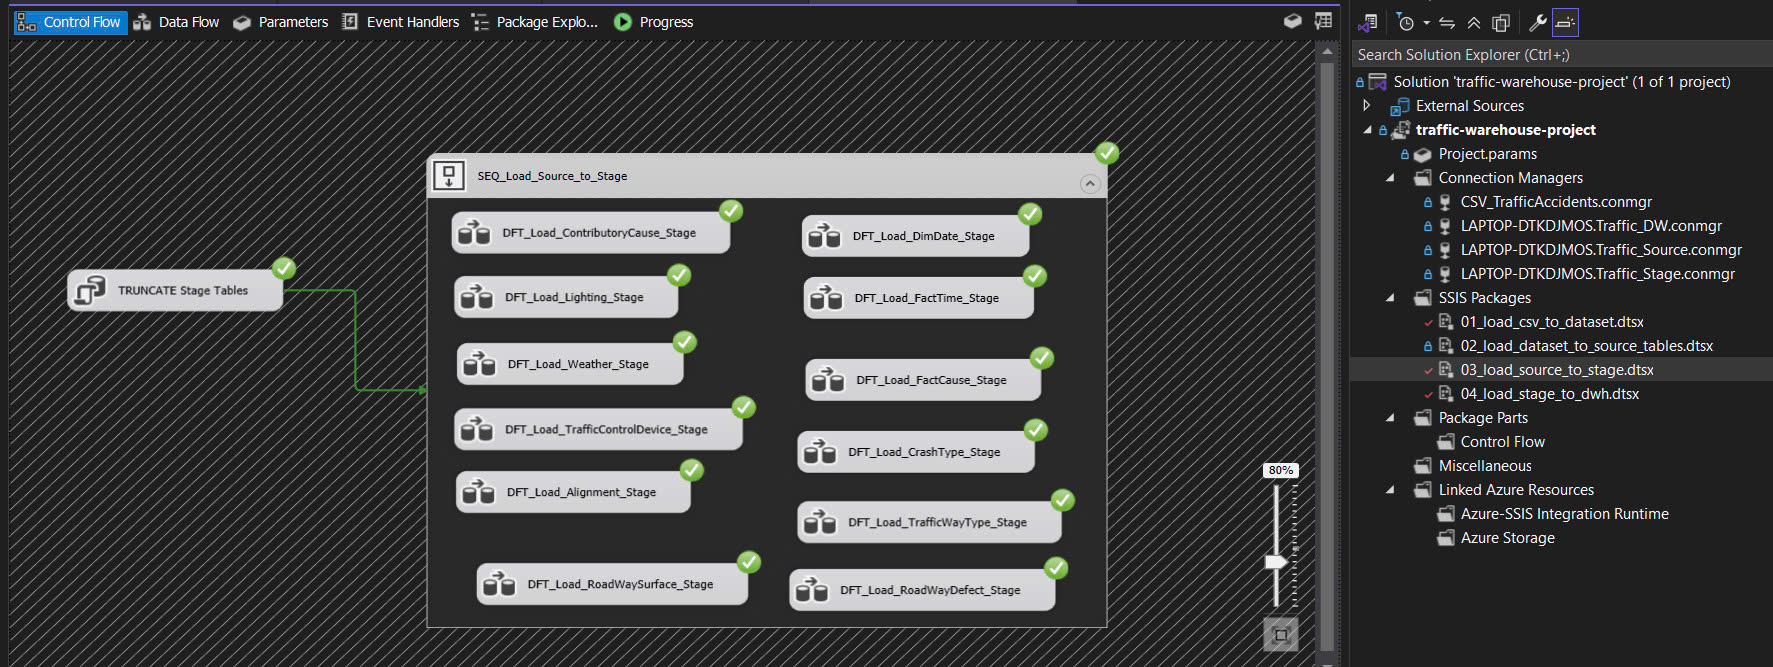 Control Flow
Data Flow
Parameters
Event Handlers
Package Explo...
Progress
TRUNCATE Stage Tables
SEQ_Load_Source_to_Stage
DFT_Load_ContributoryCause_Stage
DFT_Load_DimDate_Stage
DFT_Load_Lighting_Stage
DFT_Load_FactTime_Stage
DFT_Load_Weather_Stage
DFT_Load_FactCause_Stage
DFT_Load_TrafficControlDevice_Stage
DFT_Load_CrashType_Stage
DFT_Load_Alignment_Stage
DFT_Load_TrafficWayType_Stage
DFT_Load_RoadWaySurface_Stage
DFT_Load_RoadWayDefect_Stage
80%
Search Solution Explorer (Ctrl+;)
Solution 'traffic-warehouse-project' (1 of 1 project)
External Sources
traffic-warehouse-project
Project.params
Connection Managers
CSV_TrafficAccidents.conmgr
LAPTOP-DTKDJMOS.Traffic_DW.conmgr
LAPTOP-DTKDJMOS.Traffic_Source.conmgr
LAPTOP-DTKDJMOS.Traffic_Stage.conmgr
SSIS Packages
01_load_csv_to_dataset.dtsx
02_load_dataset_to_source_tables.dtsx
03_load_source_to_stage.dtsx
04_load_stage_to_dwh.dtsx
Package Parts
Control Flow
Miscellaneous
Linked Azure Resources
Azure-SSIS Integration Runtime
Azure Storage